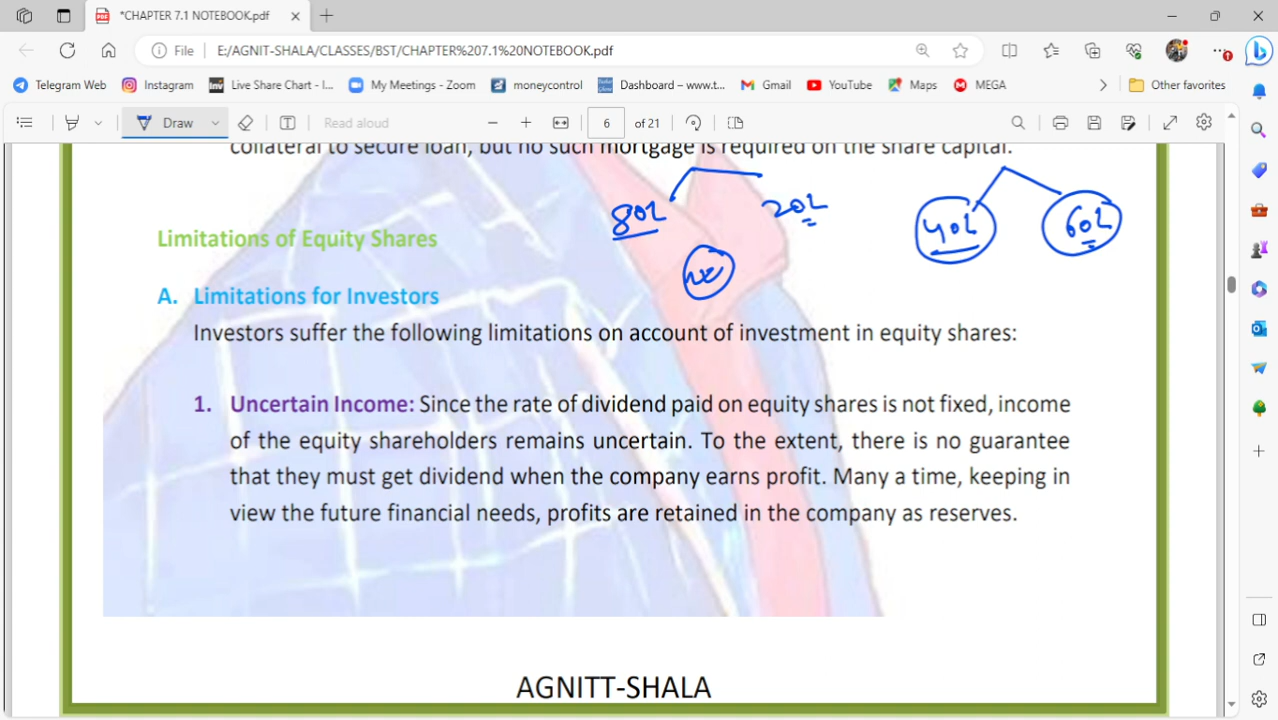 *CHAPTER 7.1 NOTEBOOK.pdf
File E:/AGNIT-SHALA/CLASSES/BST/CHAPTER%207.1%20NOTEBOOK.pdf
Telegram Web Instagram Live Share Chart - I... My Meetings - Zoom moneycontrol Dashboard – www.t... Gmail YouTube Maps MEGA Other favorites
Draw Read aloud 6 of 21
collateral to secure loan, but no such mortgage is required on the share capital.
80L 20L 40L 60L
Limitations of Equity Shares
A. Limitations for Investors
Investors suffer the following limitations on account of investment in equity shares:
1. Uncertain Income: Since the rate of dividend paid on equity shares is not fixed, income
of the equity shareholders remains uncertain. To the extent, there is no guarantee
that they must get dividend when the company earns profit. Many a time, keeping in
view the future financial needs, profits are retained in the company as reserves.
AGNITT-SHALA